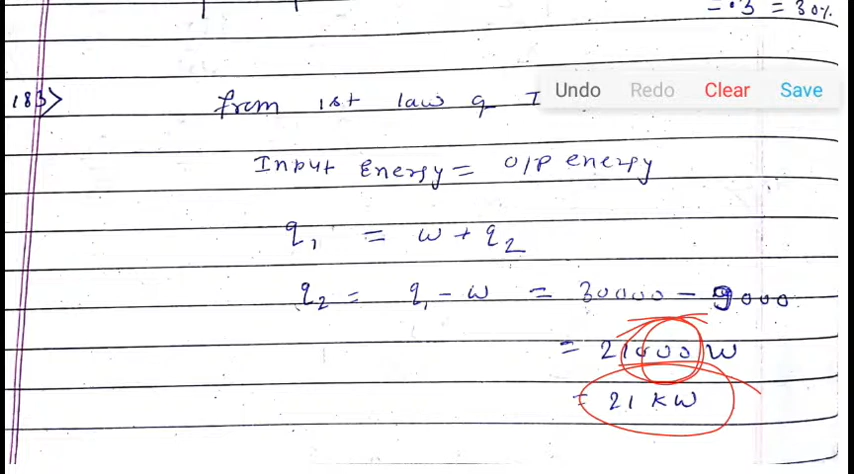 = .3 = 30%
183>
from 1st law q I
Undo Redo Clear Save
Input Energy = O/P energy
q1 = w + q2
q2 = q1 - w = 30000 - 9000
= 21000 W
= 21 KW